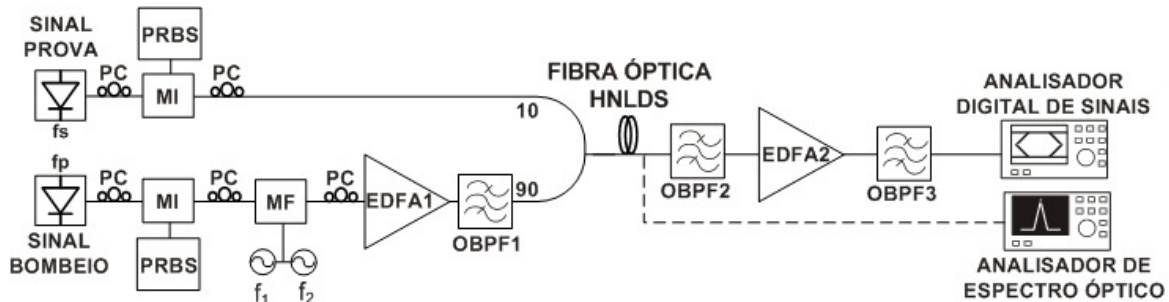 SINAL
PROVA
PRBS
PC
PC
MI
fs
10
FIBRA ÓPTICA
HNLDS
ANALISADOR
DIGITAL DE SINAIS
EDFA2
OBPF2
OBPF3
fp
PC
PC
PC
MI
MF
EDFA1
90
OBPF1
SINAL
BOMBEIO
PRBS
f1
f2
ANALISADOR DE
ESPECTRO ÓPTICO